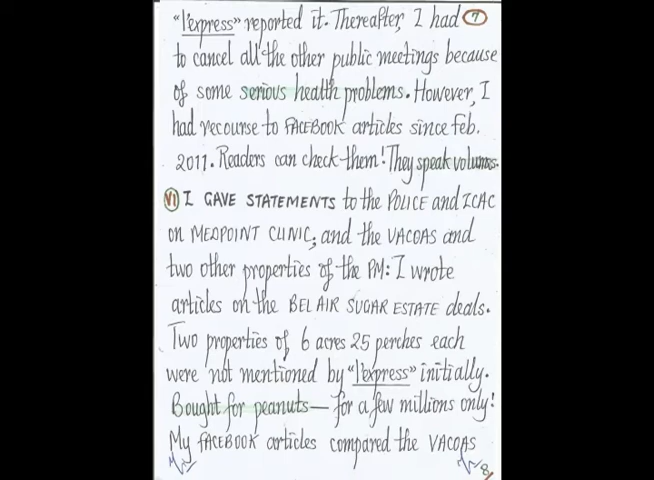 "l'express" reported it. Thereafter, I had 7
to cancel all the other public meetings because
of some serious health problems. However, I
had recourse to FACEBOOK articles since Feb.
2011. Readers can check them! They speak volumes.
VI I GAVE STATEMENTS to the POLICE and ICAC
on MEDPOINT CLINIC; and the VACOAS and
two other properties of the PM: I wrote
articles on the BEL AIR SUGAR ESTATE deals.
Two properties of 6 acres 25 perches each
were not mentioned by "l'express" initially.
Bought for peanuts— for a few millions only!
My FACEBOOK articles compared the VACOAS
8